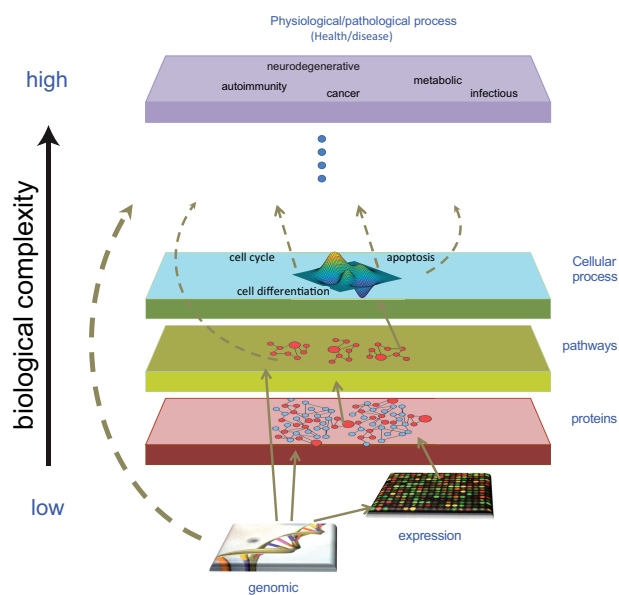 Physiological/pathological process
(Health/disease)
high
neurodegenerative
autoimmunity
cancer
metabolic
infectious
biological complexity
cell cycle
apoptosis
cell differentiation
Cellular
process
pathways
proteins
low
expression
genomic